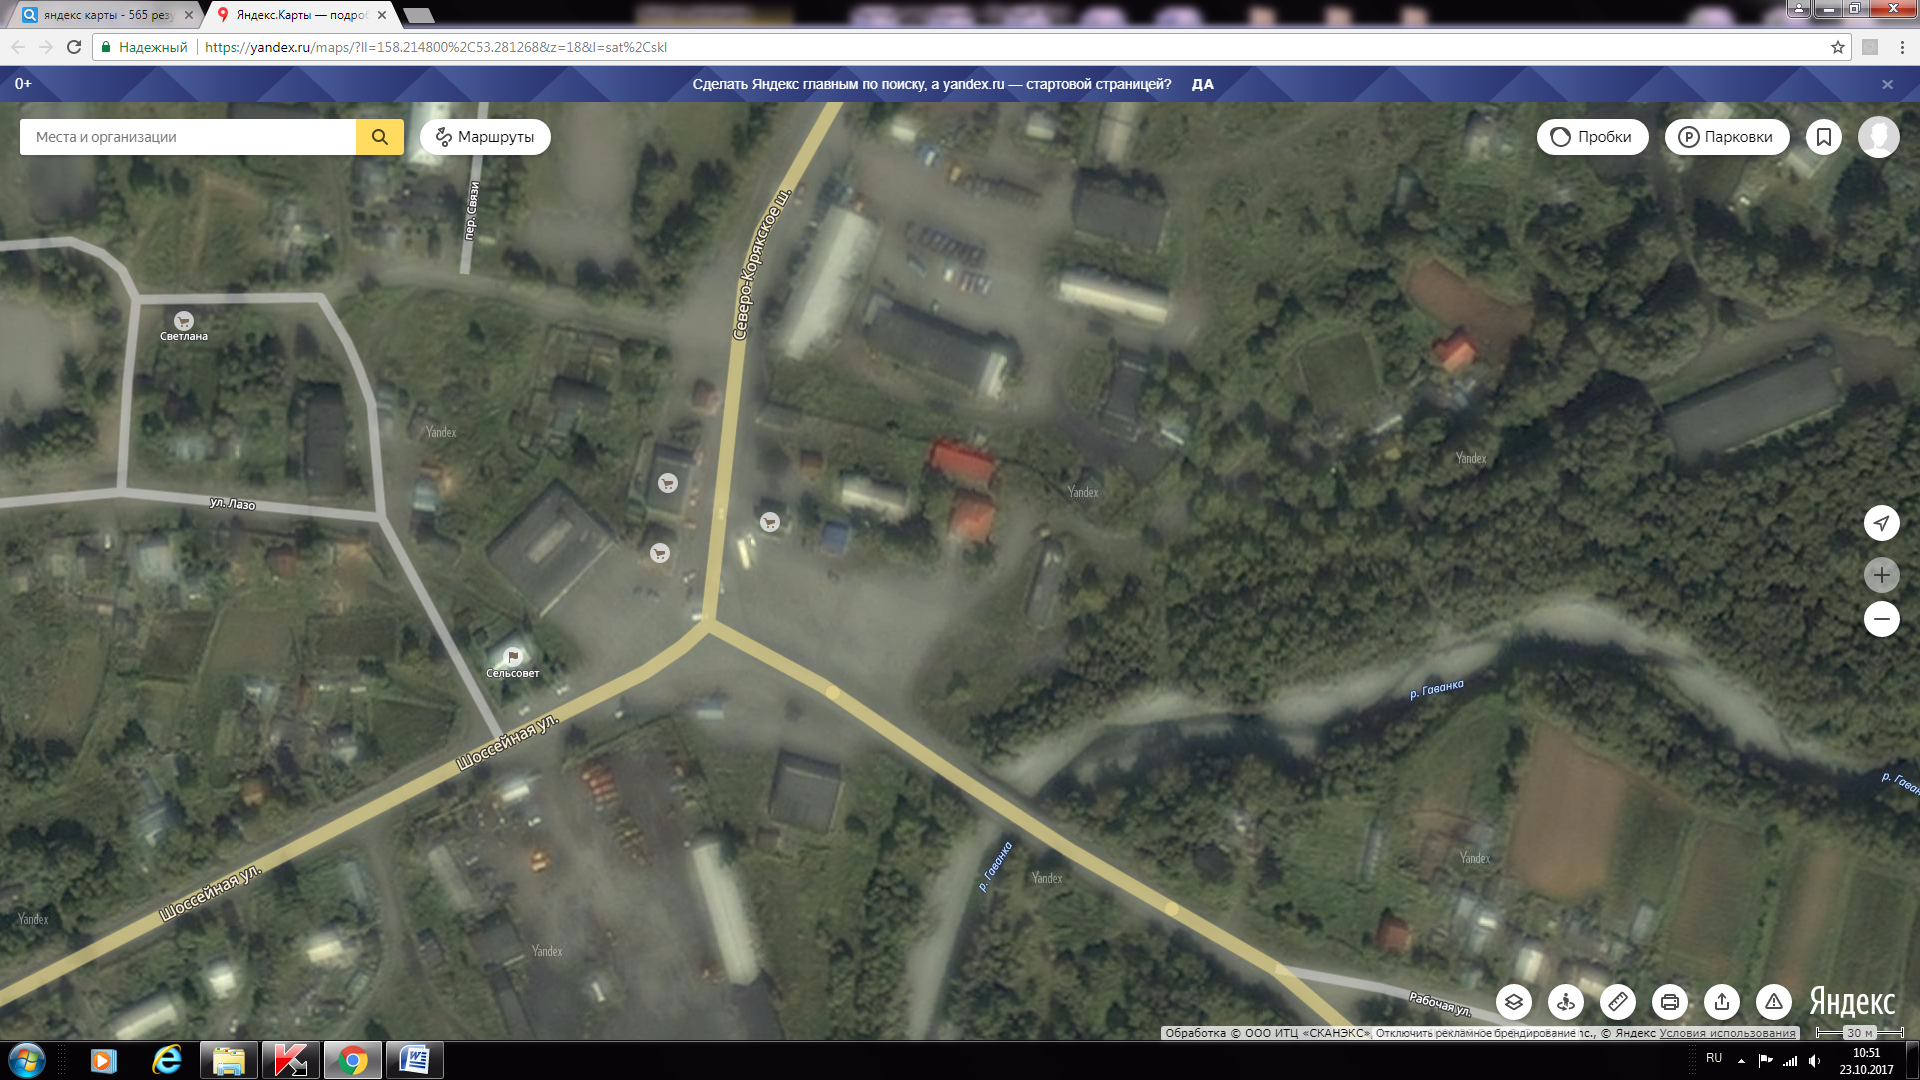 яндекс карты - 565 резу
Яндекс.Карты — подроб
Надежный
https://yandex.ru/maps/?ll=158.214800%2C53.281268&z=18&l=sat%2Cskl
0+
Сделать Яндекс главным по поиску, а yandex.ru — стартовой страницей?
ДА
Места и организации
Маршруты
Пробки
Парковки
пер. Связи
Северо-Корякское ш.
Светлана
Yandex
Yandex
Yandex
ул. Лазо
Сельсовет
р. Гаванка
Шоссейная ул.
р. Гаван
р. Гаванка
Yandex
Yandex
Шоссейная ул.
Yandex
Yandex
Рабочая ул.
Яндекс
Обработка © ООО ИТЦ «СКАНЭКС», Отключить рекламное брендирование nc., © Яндекс Условия использования
30 м
RU
10:51
23.10.2017